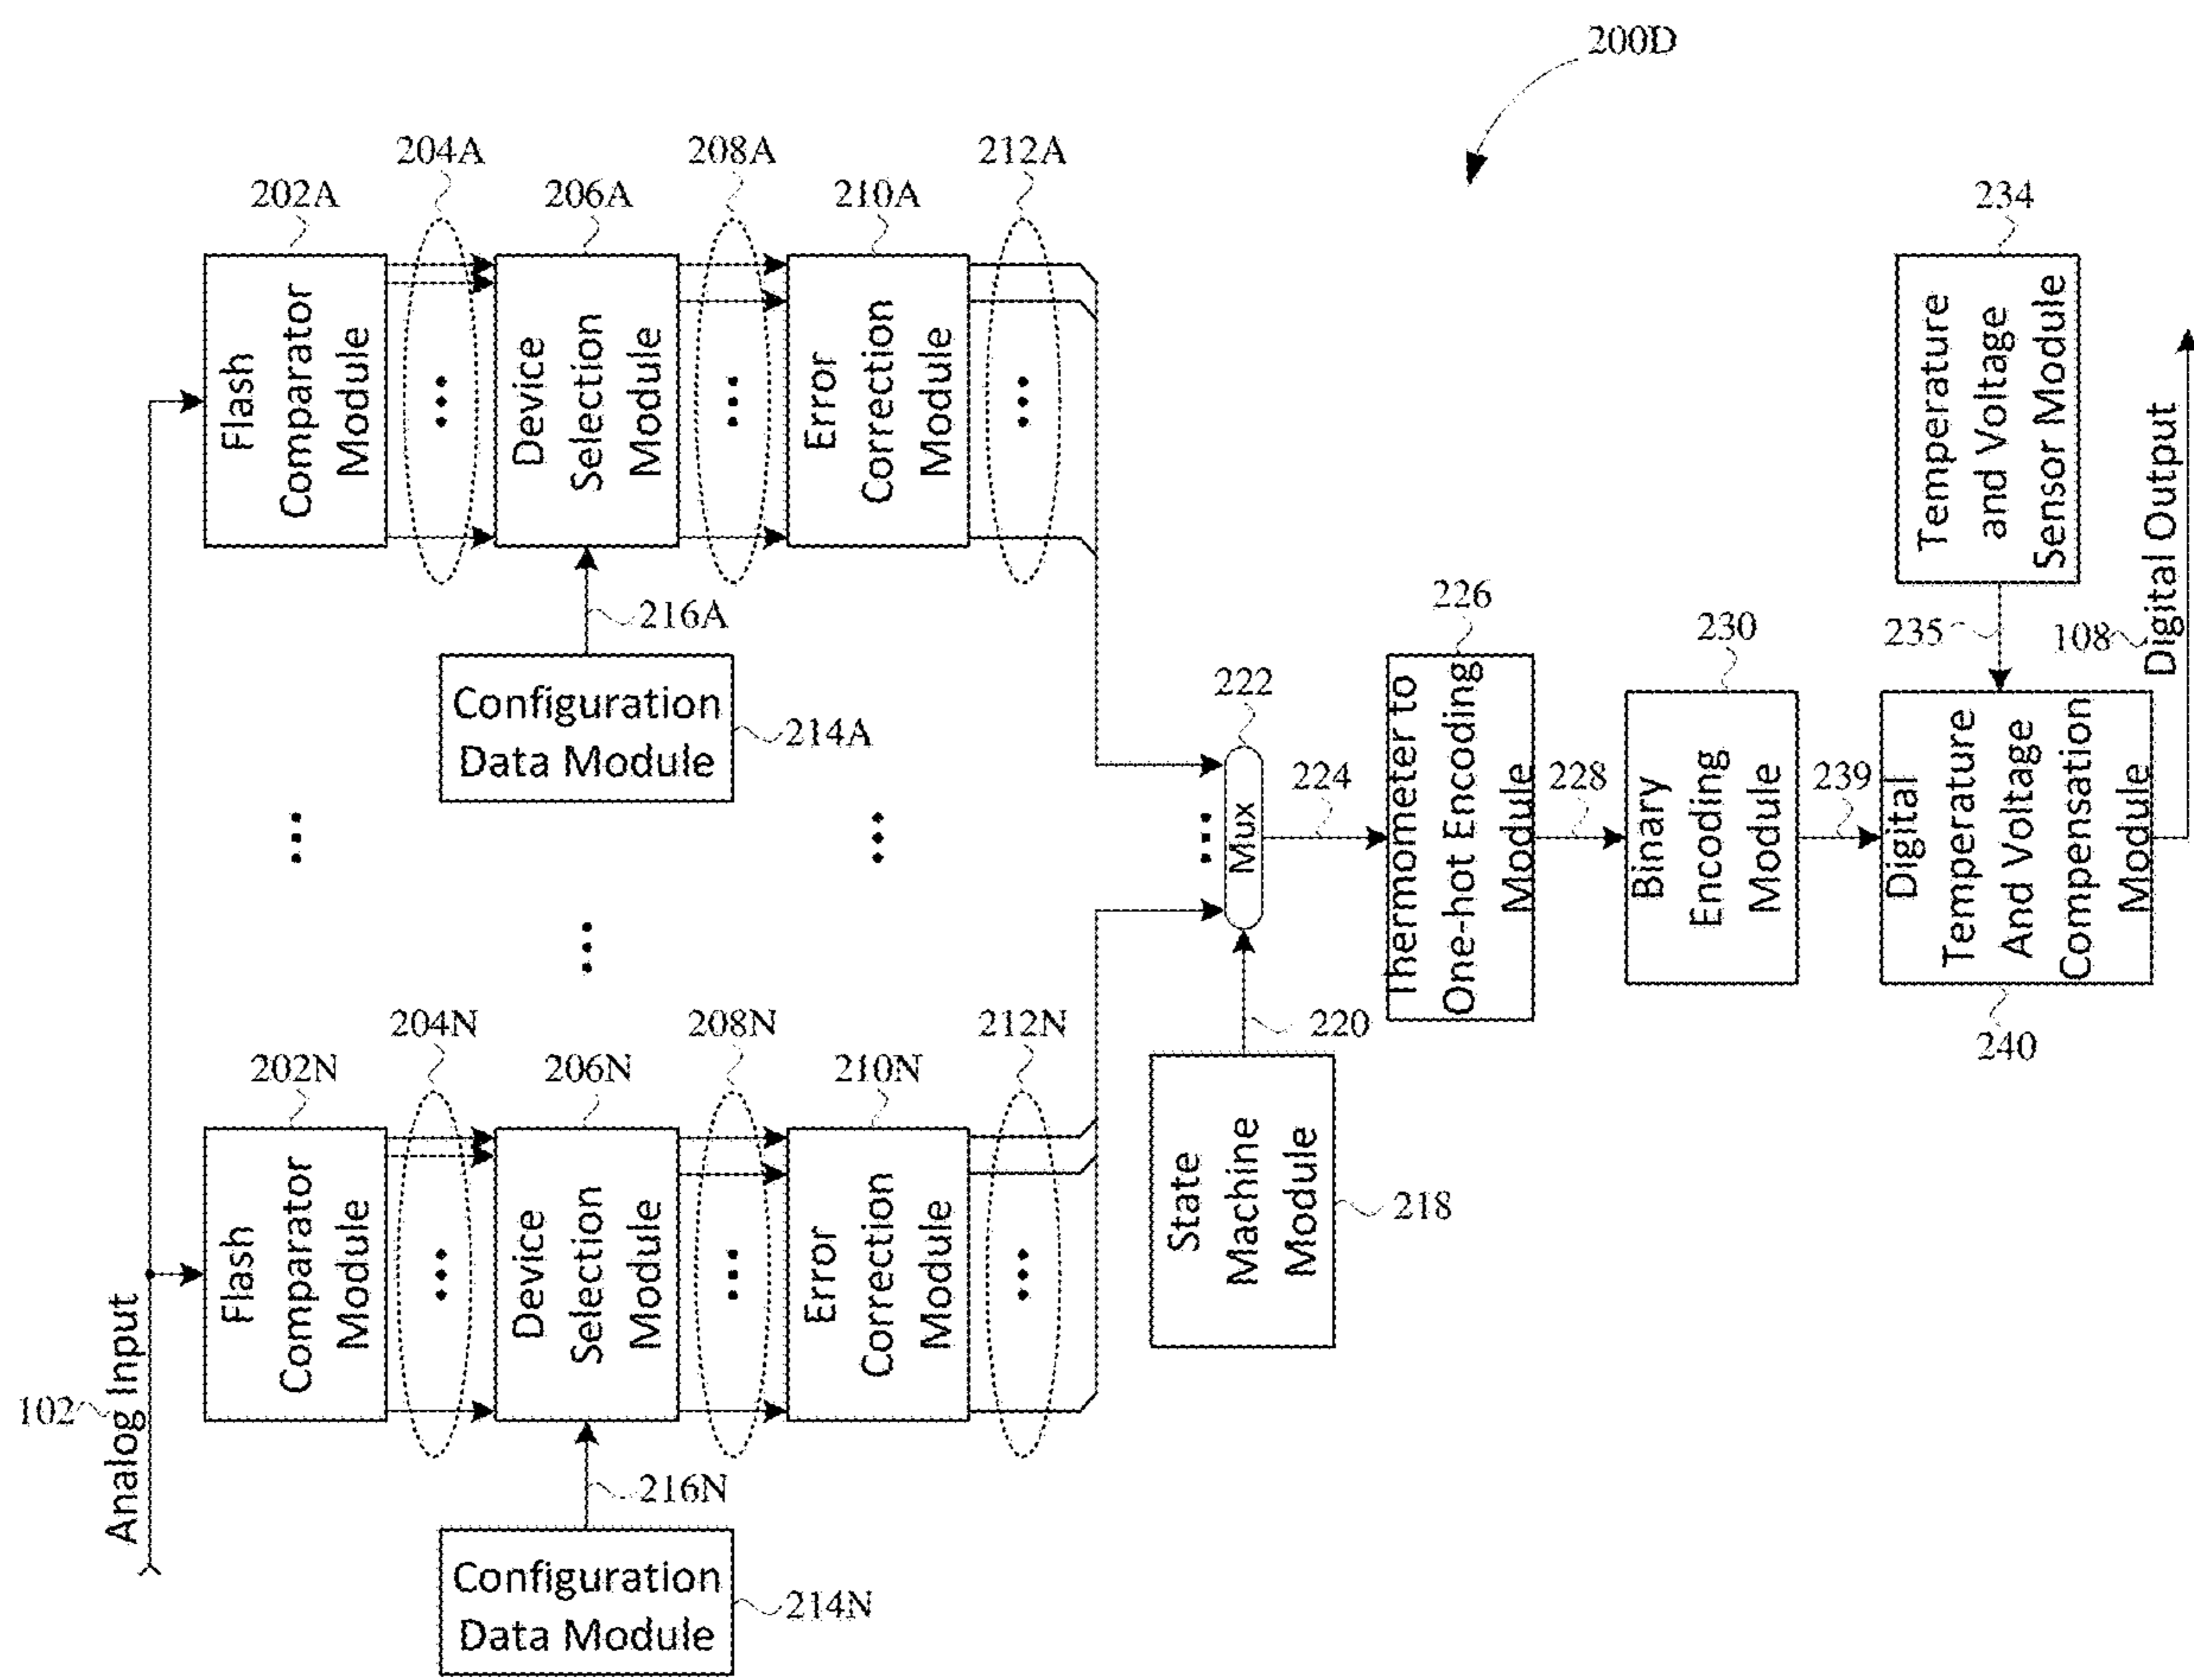 200D
204A
208A
212A
202A
206A
210A
234
Flash
Comparator
Module
Device
Selection
Module
Error
Correction
Module
Temperature
and Voltage
Sensor Module
216A
Configuration
Data Module
214A
226
230
235
108
Digital Output
222
Mux
224
Thermometer to
One-hot Encoding
Module
228
Binary
Encoding
Module
239
Digital
Temperature
And Voltage
Compensation
Module
240
204N
208N
212N
220
202N
206N
210N
Flash
Comparator
Module
Device
Selection
Module
Error
Correction
Module
State
Machine
Module
218
102
Analog Input
216N
Configuration
Data Module
214N